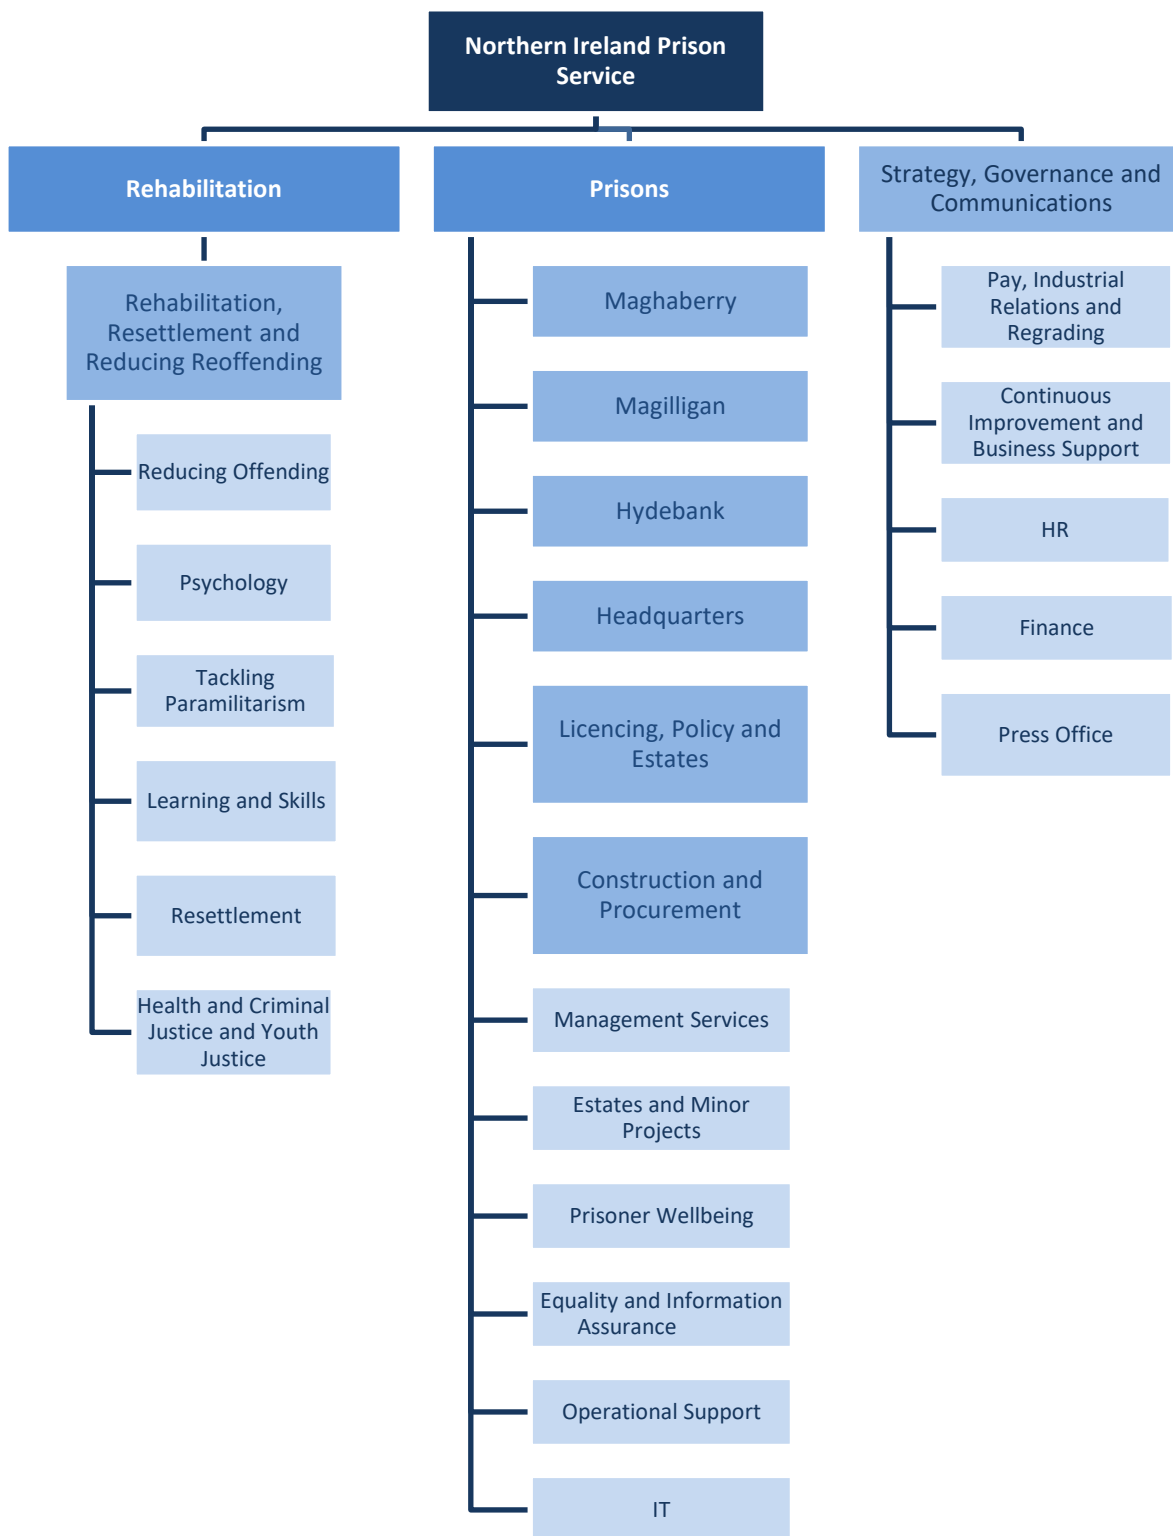 Northern Ireland Prison
Service
Rehabilitation
Prisons
Strategy, Governance and
Communications
Rehabilitation,
Resettlement and
Reducing Reoffending
Reducing Offending
Psychology
Tackling
Paramilitarism
Learning and Skills
Resettlement
Health and Criminal
Justice and Youth
Justice
Maghaberry
Magilligan
Hydebank
Headquarters
Licencing, Policy and
Estates
Construction and
Procurement
Management Services
Estates and Minor
Projects
Prisoner Wellbeing
Equality and Information
Assurance
Operational Support
IT
Pay, Industrial
Relations and
Regrading
Continuous
Improvement and
Business Support
HR
Finance
Press Office